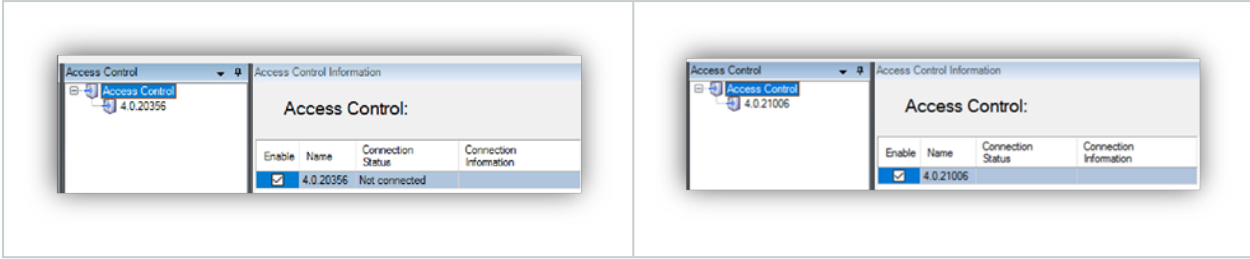 Access Control
Access Control Information
Access Control
4.0.20356
Access Control:
Enable Name Connection Status Connection Information
4.0.20356 Not connected
Access Control
Access Control Information
Access Control
4.0.21006
Access Control:
Enable Name Connection Status Connection Information
4.0.21006